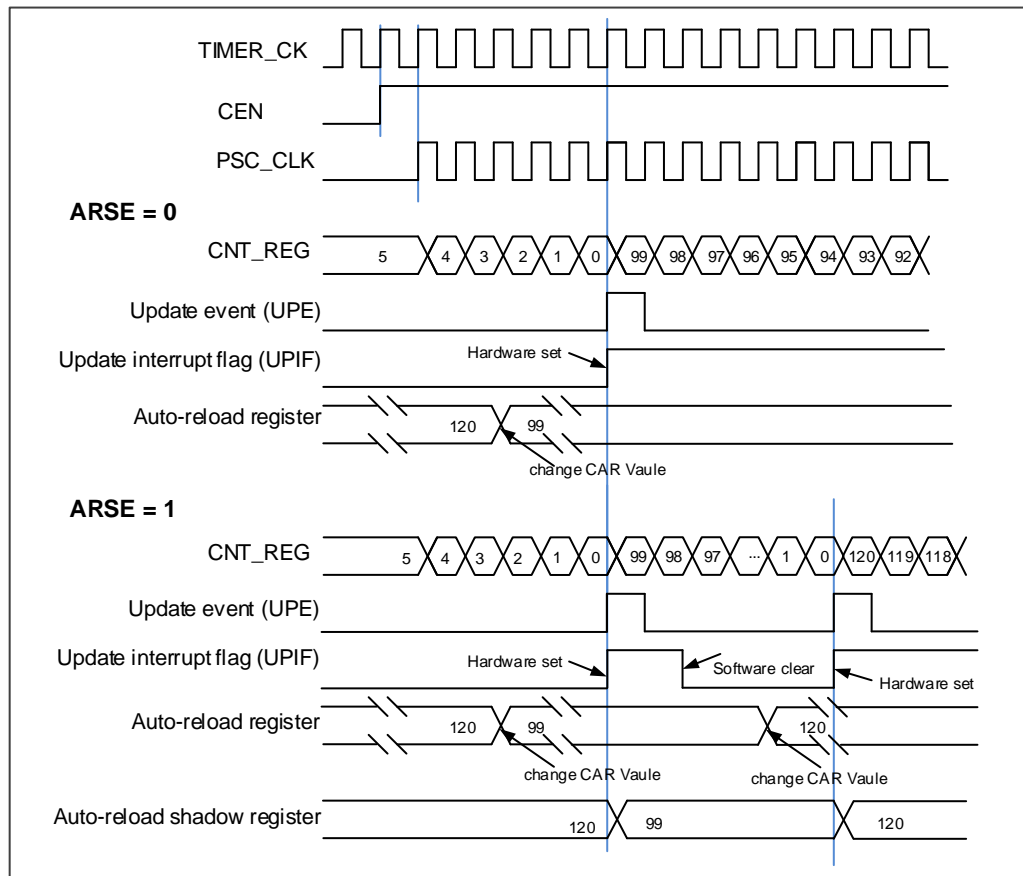 TIMER_CK
CEN
PSC_CLK
ARSE = 0
CNT_REG 5 4 3 2 1 0 99 98 97 96 95 94 93 92
Update event (UPE)
Update interrupt flag (UPIF) Hardware set
Auto-reload register 120 99
change CAR Vaule
ARSE = 1
CNT_REG 5 4 3 2 1 0 99 98 97 ... 1 0 120 119 118
Update event (UPE)
Update interrupt flag (UPIF) Hardware set Software clear Hardware set
Auto-reload register 120 99 120
change CAR Vaule change CAR Vaule
Auto-reload shadow register 120 99 120